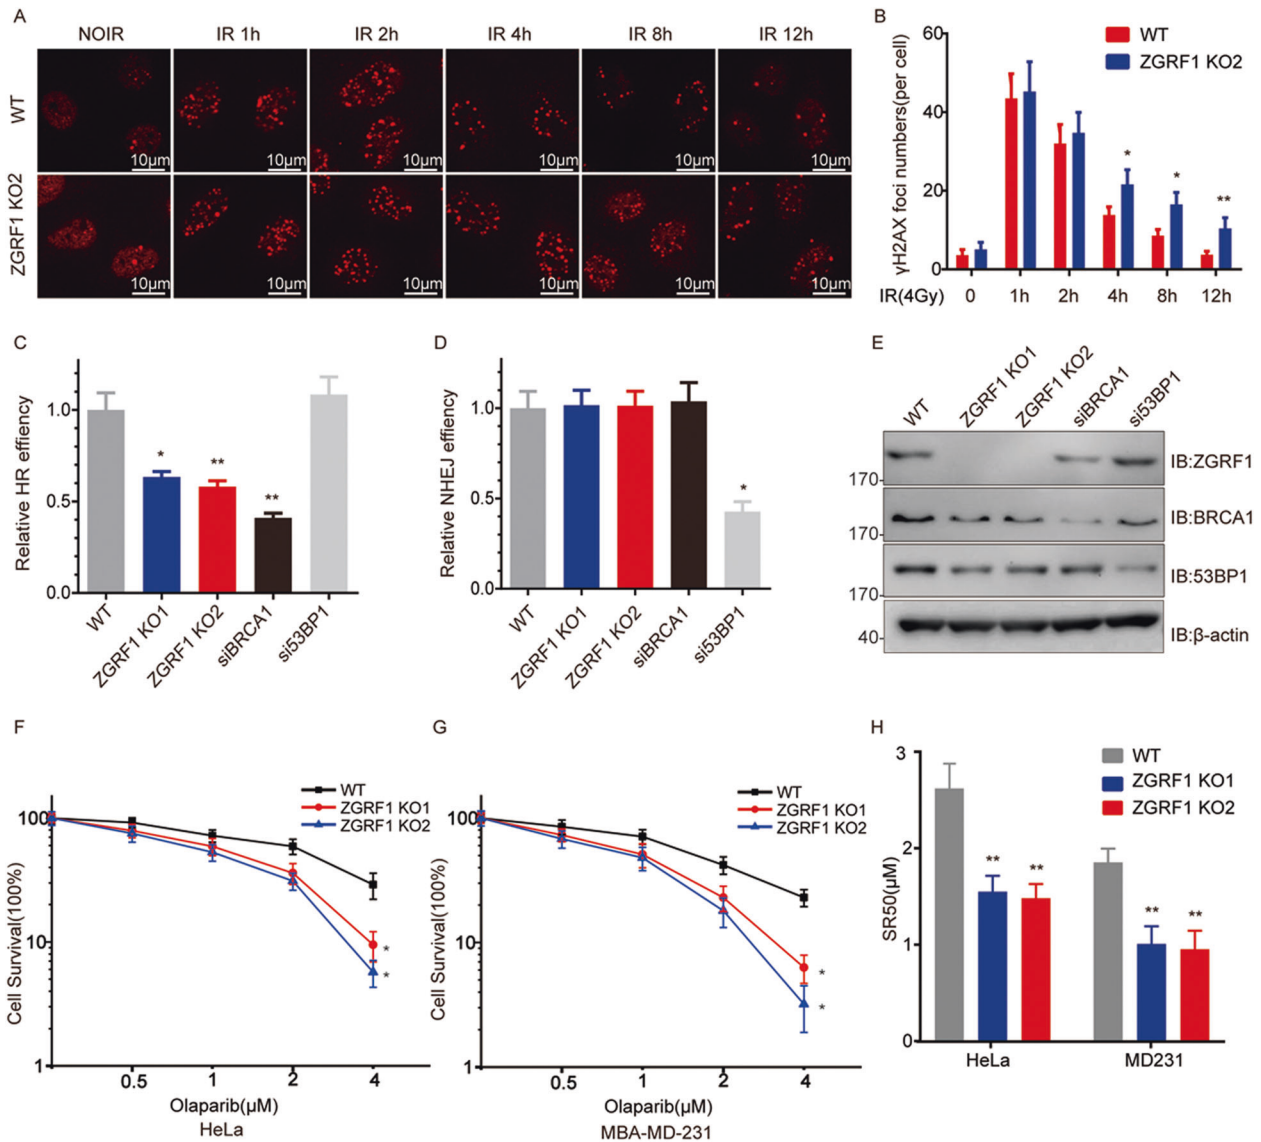 A
NOIR IR 1h IR 2h IR 4h IR 8h IR 12h
WT
10μm 10μm 10μm 10μm 10μm 10μm
ZGRF1 KO2
10μm 10μm 10μm 10μm 10μm 10μm
B
γH2AX foci numbers(per cell)
60
40
20
0
WT
ZGRF1 KO2
* * **
IR(4Gy) 0 1h 2h 4h 8h 12h
C
Relative HR effiency
1.0
0.5
0.0
* ** **
WT ZGRF1 KO1 ZGRF1 KO2 siBRCA1 si53BP1
D
Relative NHEJ effiency
1.0
0.5
0.0
*
WT ZGRF1 KO1 ZGRF1 KO2 siBRCA1 si53BP1
E
WT ZGRF1 KO1 ZGRF1 KO2 siBRCA1 si53BP1
170 IB:ZGRF1
170 IB:BRCA1
170 IB:53BP1
40 IB:β-actin
F
Cell Survival(100%)
100
10
1
WT
ZGRF1 KO1
ZGRF1 KO2
*
*
0.5 1 2 4
Olaparib(μM)
HeLa
G
Cell Survival(100%)
100
10
1
WT
ZGRF1 KO1
ZGRF1 KO2
*
*
0.5 1 2 4
Olaparib(μM)
MBA-MD-231
H
SR50(μM)
3
2
1
0
WT
ZGRF1 KO1
ZGRF1 KO2
** ** ** **
HeLa MD231